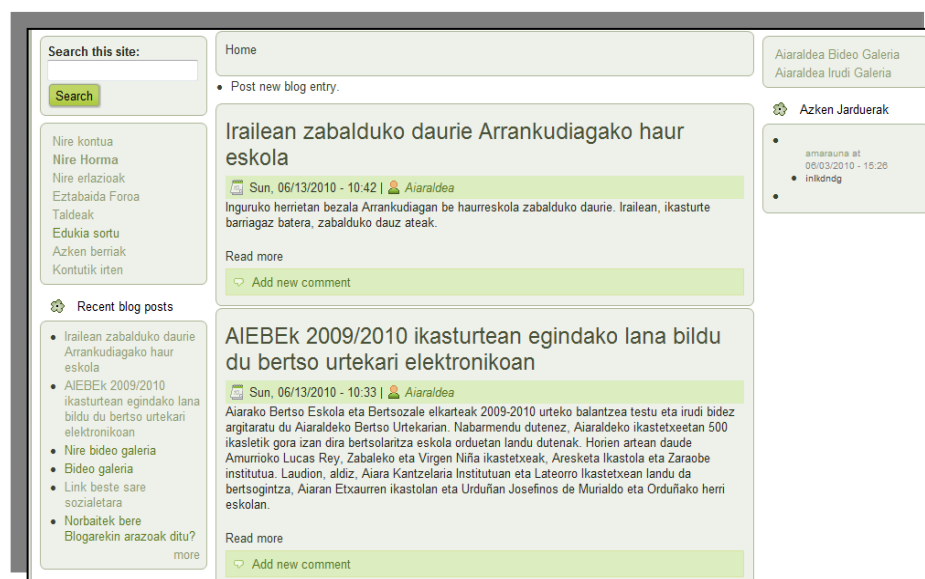 Search this site:
Search
Nire kontua
Nire Horma
Nire erlazioak
Eztabaida Foroa
Taldeak
Edukia sortu
Azken berriak
Kontutik irten
Recent blog posts
Irailean zabalduko daurie
Arrankudiagako haur
eskola
AIEBEk 2009/2010
ikasturtean egindako lana
bildu du bertso urtekari
elektronikoan
Nire bideo galeria
Bideo galeria
Link beste sare
sozialetara
Norbaitek bere
Blogarekin arazoak ditu?
more
Home
Post new blog entry.
Irailean zabalduko daurie Arrankudiagako haur
eskola
Sun, 06/13/2010 - 10:42 | Aiaraldea
Inguruko herrietan bezala Arrankudiagan be haurreskola zabalduko daurie. Irailean, ikasturte
barriagaz batera, zabalduko dauz ateak.
Read more
Add new comment
AIEBEk 2009/2010 ikasturtean egindako lana bildu
du bertso urtekari elektronikoan
Sun, 06/13/2010 - 10:33 | Aiaraldea
Aiarako Bertso Eskola eta Bertsozale elkarteak 2009-2010 urteko balantzea testu eta irudi bidez
argitaratu du Aiaraldeko Bertso Urtekarian. Nabarmendu dutenez, Aiaraldeko ikastetxeetan 500
ikasletik gora izan dira bertsolaritza eskola orduetan landu dutenak. Horien artean daude
Amurrioko Lucas Rey, Zabaleko eta Virgen Niña ikastetxeak, Aresketa Ikastola eta Zaraobe
institutua. Laudion, aldiz, Aiara Kantzelaria Institutuan eta Lateorro Ikastetxean landu da
bertsogintza, Aiaran Etxaurren ikastolan eta Urduñan Josefinos de Murialdo eta Orduñako herri
eskolan.
Read more
Add new comment
Aiaraldea Bideo Galeria
Aiaraldea Irudi Galeria
Azken Jarduerak
amarauna at
06/03/2010 - 15:26
inlkdndg